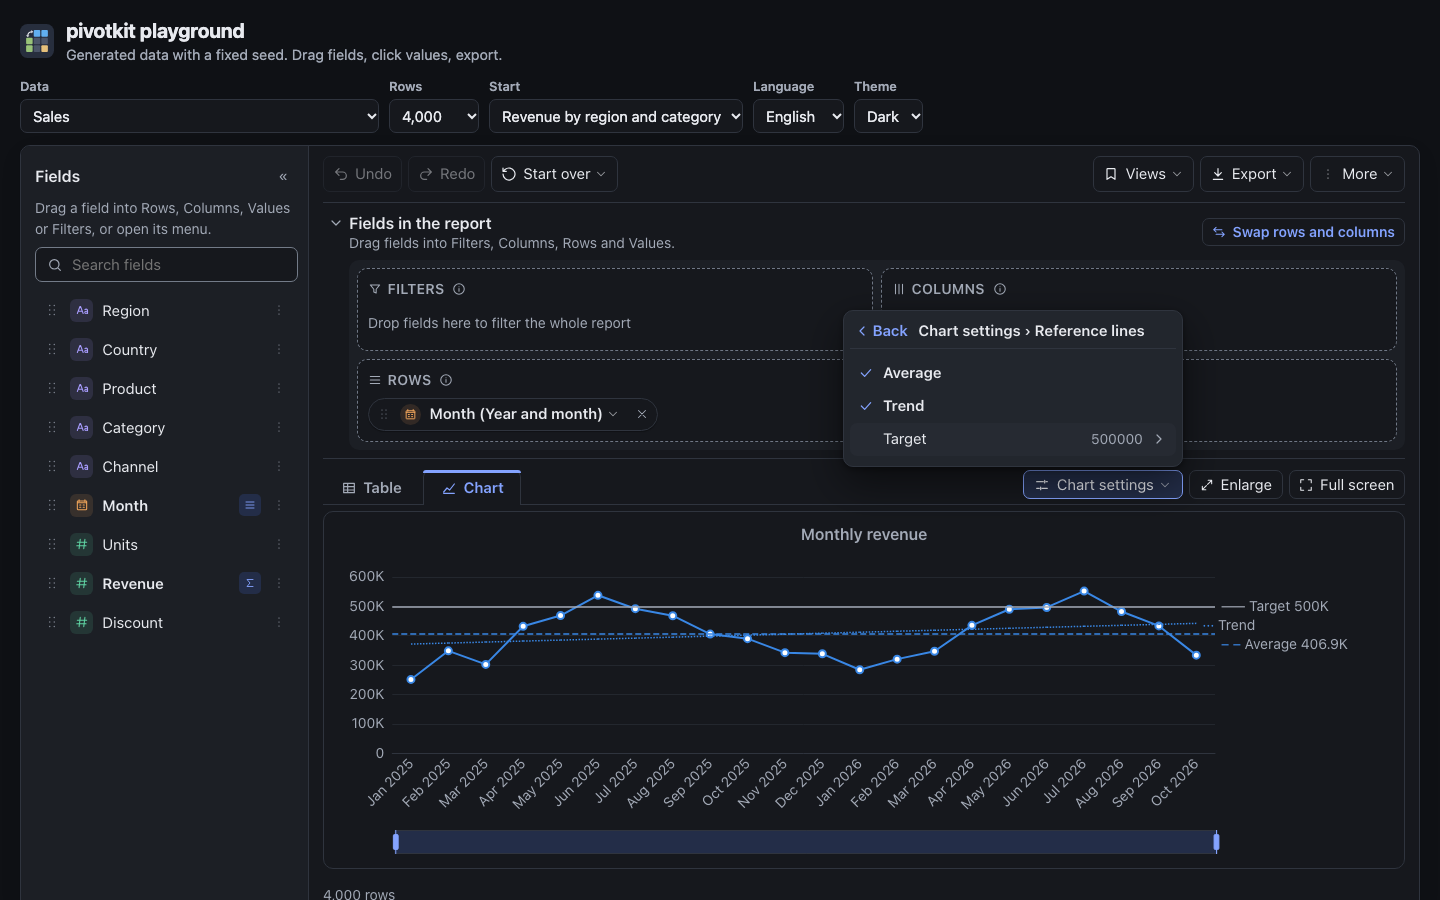 pivotkit playground
Generated data with a fixed seed. Drag fields, click values, export.
Data
Rows
Start
Language
Theme
Sales
4,000
Revenue by region and category
English
Dark
Fields
«
Drag a field into Rows, Columns, Values
or Filters, or open its menu.
Search fields
Aa Region
Aa Country
Aa Product
Aa Category
Aa Channel
Month
# Units
# Revenue Σ
# Discount
Undo
Redo
Start over
Views
Export
More
Fields in the report
Drag fields into Filters, Columns, Rows and Values.
Swap rows and columns
FILTERS
Drop fields here to filter the whole report
COLUMNS
ROWS
Month (Year and month)
Back
Chart settings › Reference lines
Average
Trend
Target
500000
Table
Chart
Chart settings
Enlarge
Full screen
Monthly revenue
600K
500K
400K
300K
200K
100K
0
Target 500K
Trend
Average 406.9K
Jan 2025
Feb 2025
Mar 2025
Apr 2025
May 2025
Jun 2025
Jul 2025
Aug 2025
Sep 2025
Oct 2025
Nov 2025
Dec 2025
Jan 2026
Feb 2026
Mar 2026
Apr 2026
May 2026
Jun 2026
Jul 2026
Aug 2026
Sep 2026
Oct 2026
4,000 rows